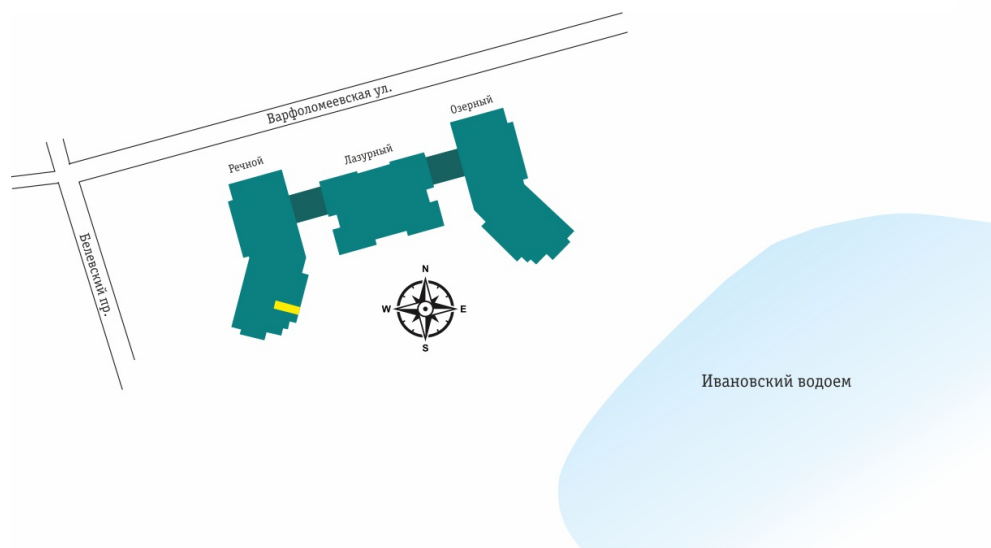 Варфоломеевская ул.
Озерный
Лазурный
Речной
Белевский пр.
N
W
E
S
Ивановский водоем